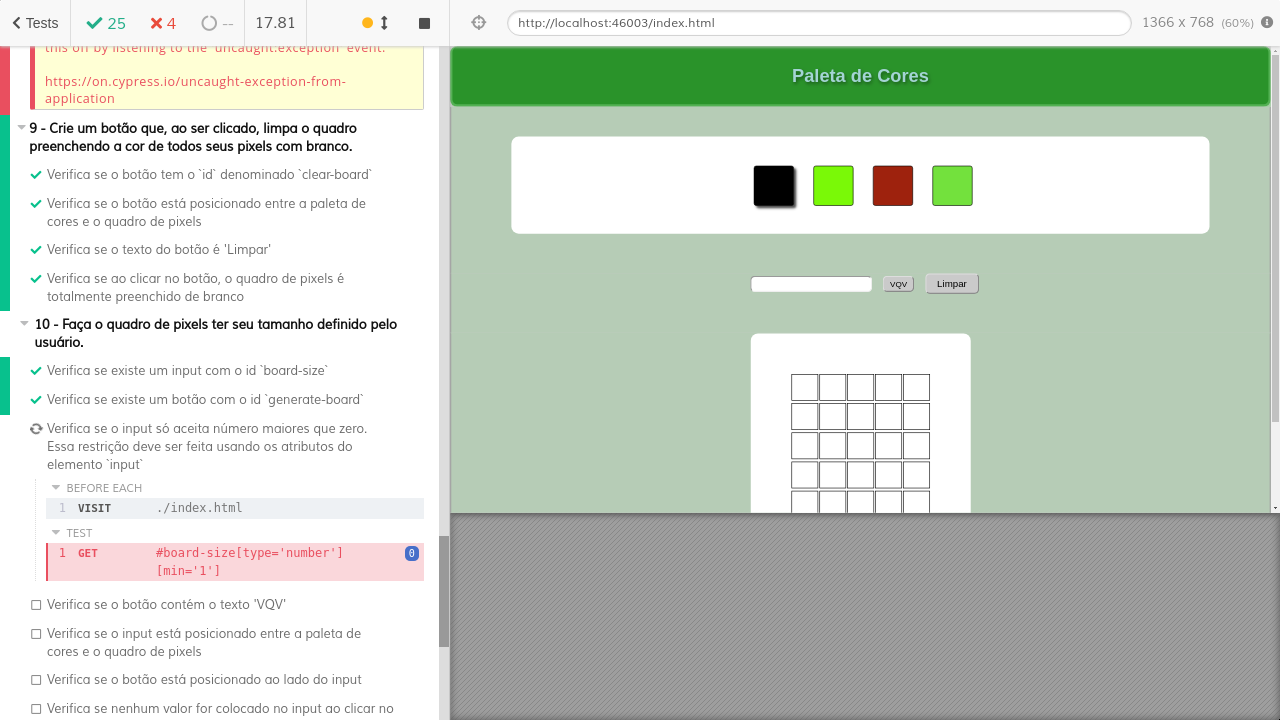 Tests
25
4
--
17.81
http://localhost:46003/index.html
1366 x 768 (60%)
this off by listening to the 'uncaught:exception' event.
https://on.cypress.io/uncaught-exception-from-
application
9 - Crie um botão que, ao ser clicado, limpa o quadro
preenchendo a cor de todos seus pixels com branco.
Verifica se o botão tem o `id` denominado `clear-board`
Verifica se o botão está posicionado entre a paleta de
cores e o quadro de pixels
Verifica se o texto do botão é 'Limpar'
Verifica se ao clicar no botão, o quadro de pixels é
totalmente preenchido de branco
10 - Faça o quadro de pixels ter seu tamanho definido pelo
usuário.
Verifica se existe um input com o id `board-size`
Verifica se existe um botão com o id `generate-board`
Verifica se o input só aceita número maiores que zero.
Essa restrição deve ser feita usando os atributos do
elemento `input`
BEFORE EACH
1 VISIT ./index.html
TEST
1 GET #board-size[type='number']
[min='1']
0
Verifica se o botão contém o texto 'VQV'
Verifica se o input está posicionado entre a paleta de
cores e o quadro de pixels
Verifica se o botão está posicionado ao lado do input
Verifica se nenhum valor for colocado no input ao clicar no
Paleta de Cores
VQV
Limpar